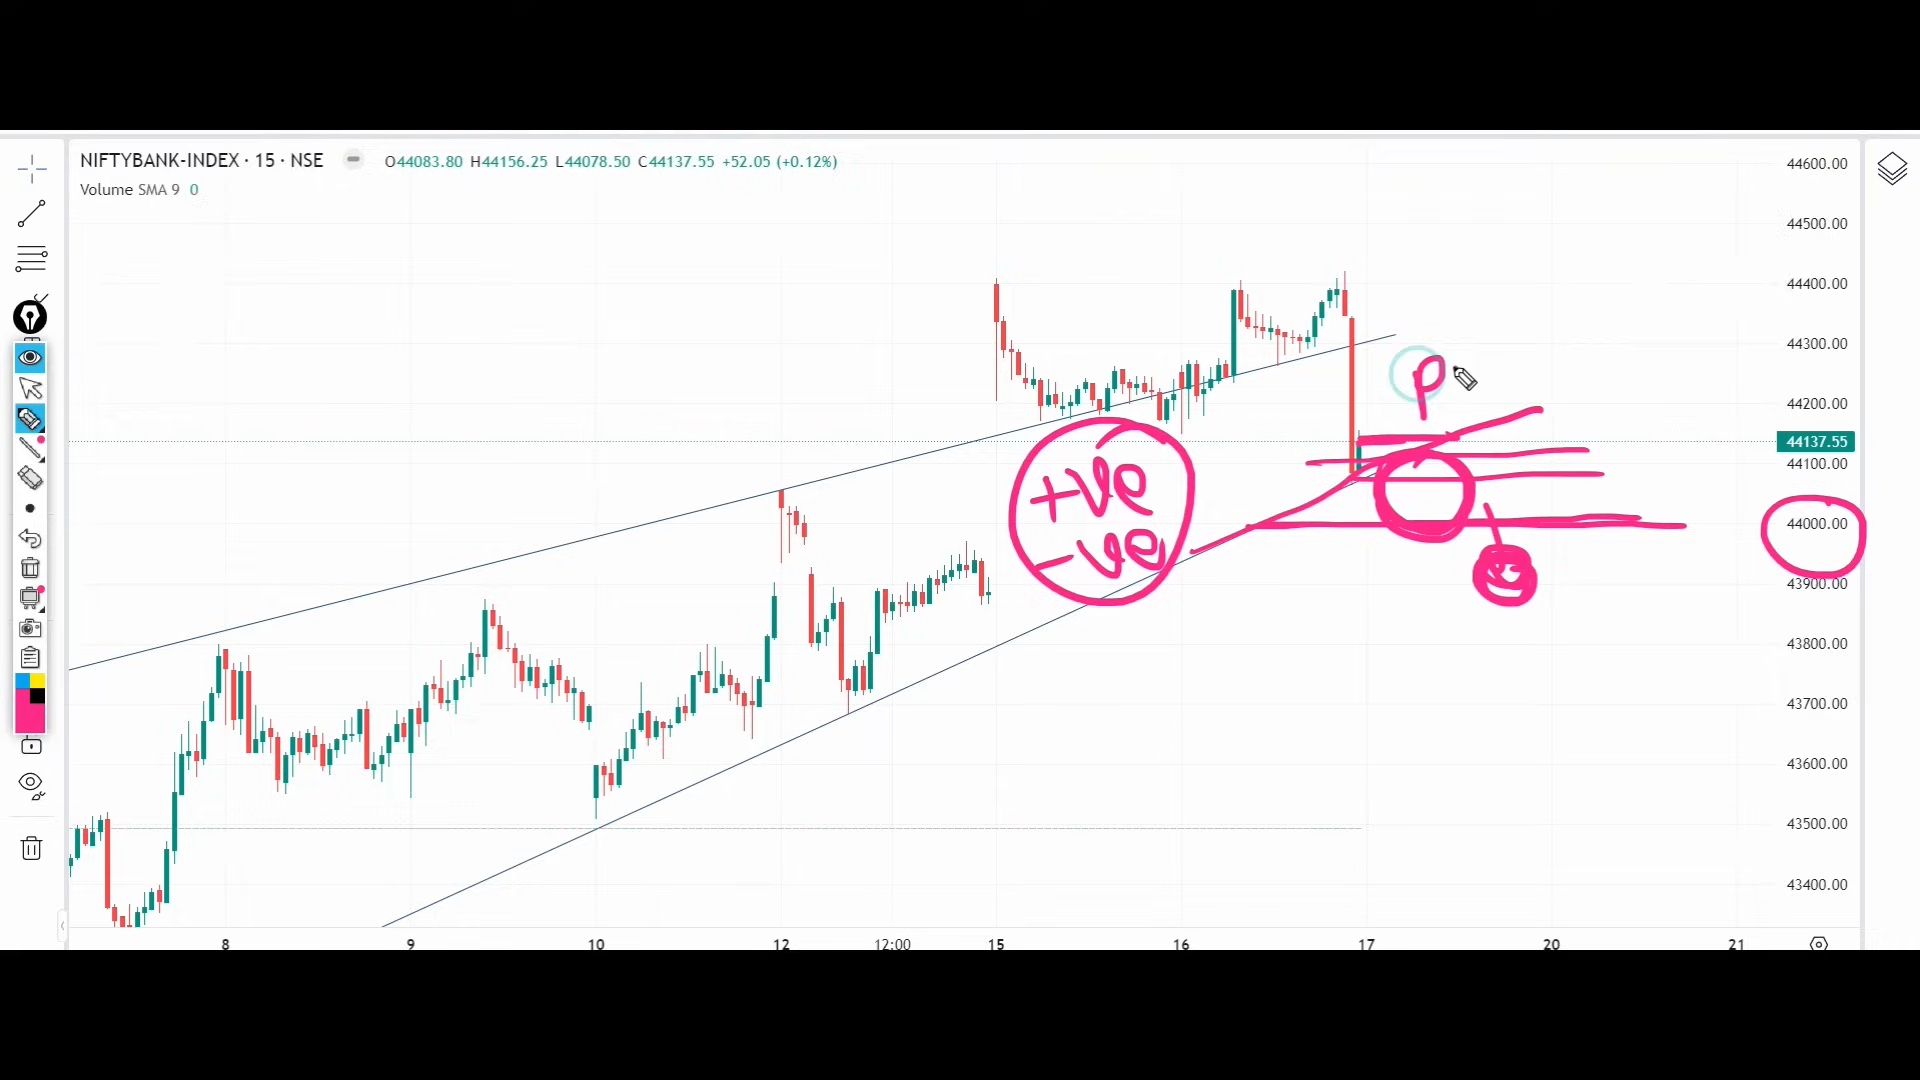 NIFTYBANK-INDEX · 15 · NSE O44083.80 H44156.25 L44078.50 C44137.55 +52.05 (+0.12%)
Volume SMA 9 0
44600.00
44500.00
44400.00
44300.00
44200.00
44137.55
44100.00
44000.00
43900.00
43800.00
43700.00
43600.00
43500.00
43400.00
P
+ve
-ve
8 9 10 12 12:00 15 16 17 20 21